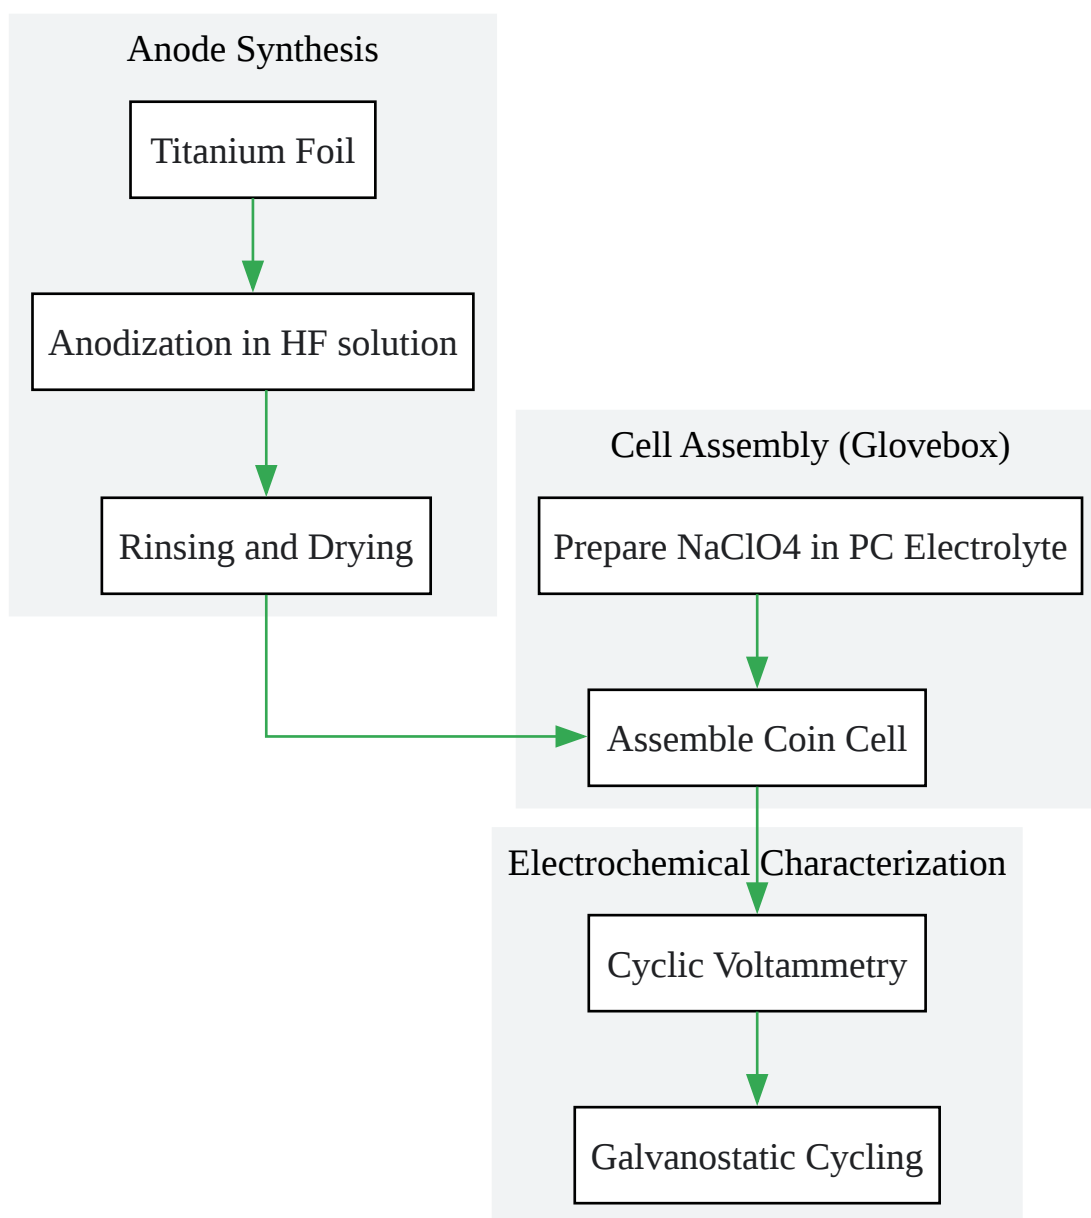 Anode Synthesis
Titanium Foil
Anodization in HF solution
Rinsing and Drying
Cell Assembly (Glovebox)
Prepare NaClO4 in PC Electrolyte
Assemble Coin Cell
Electrochemical Characterization
Cyclic Voltammetry
Galvanostatic Cycling